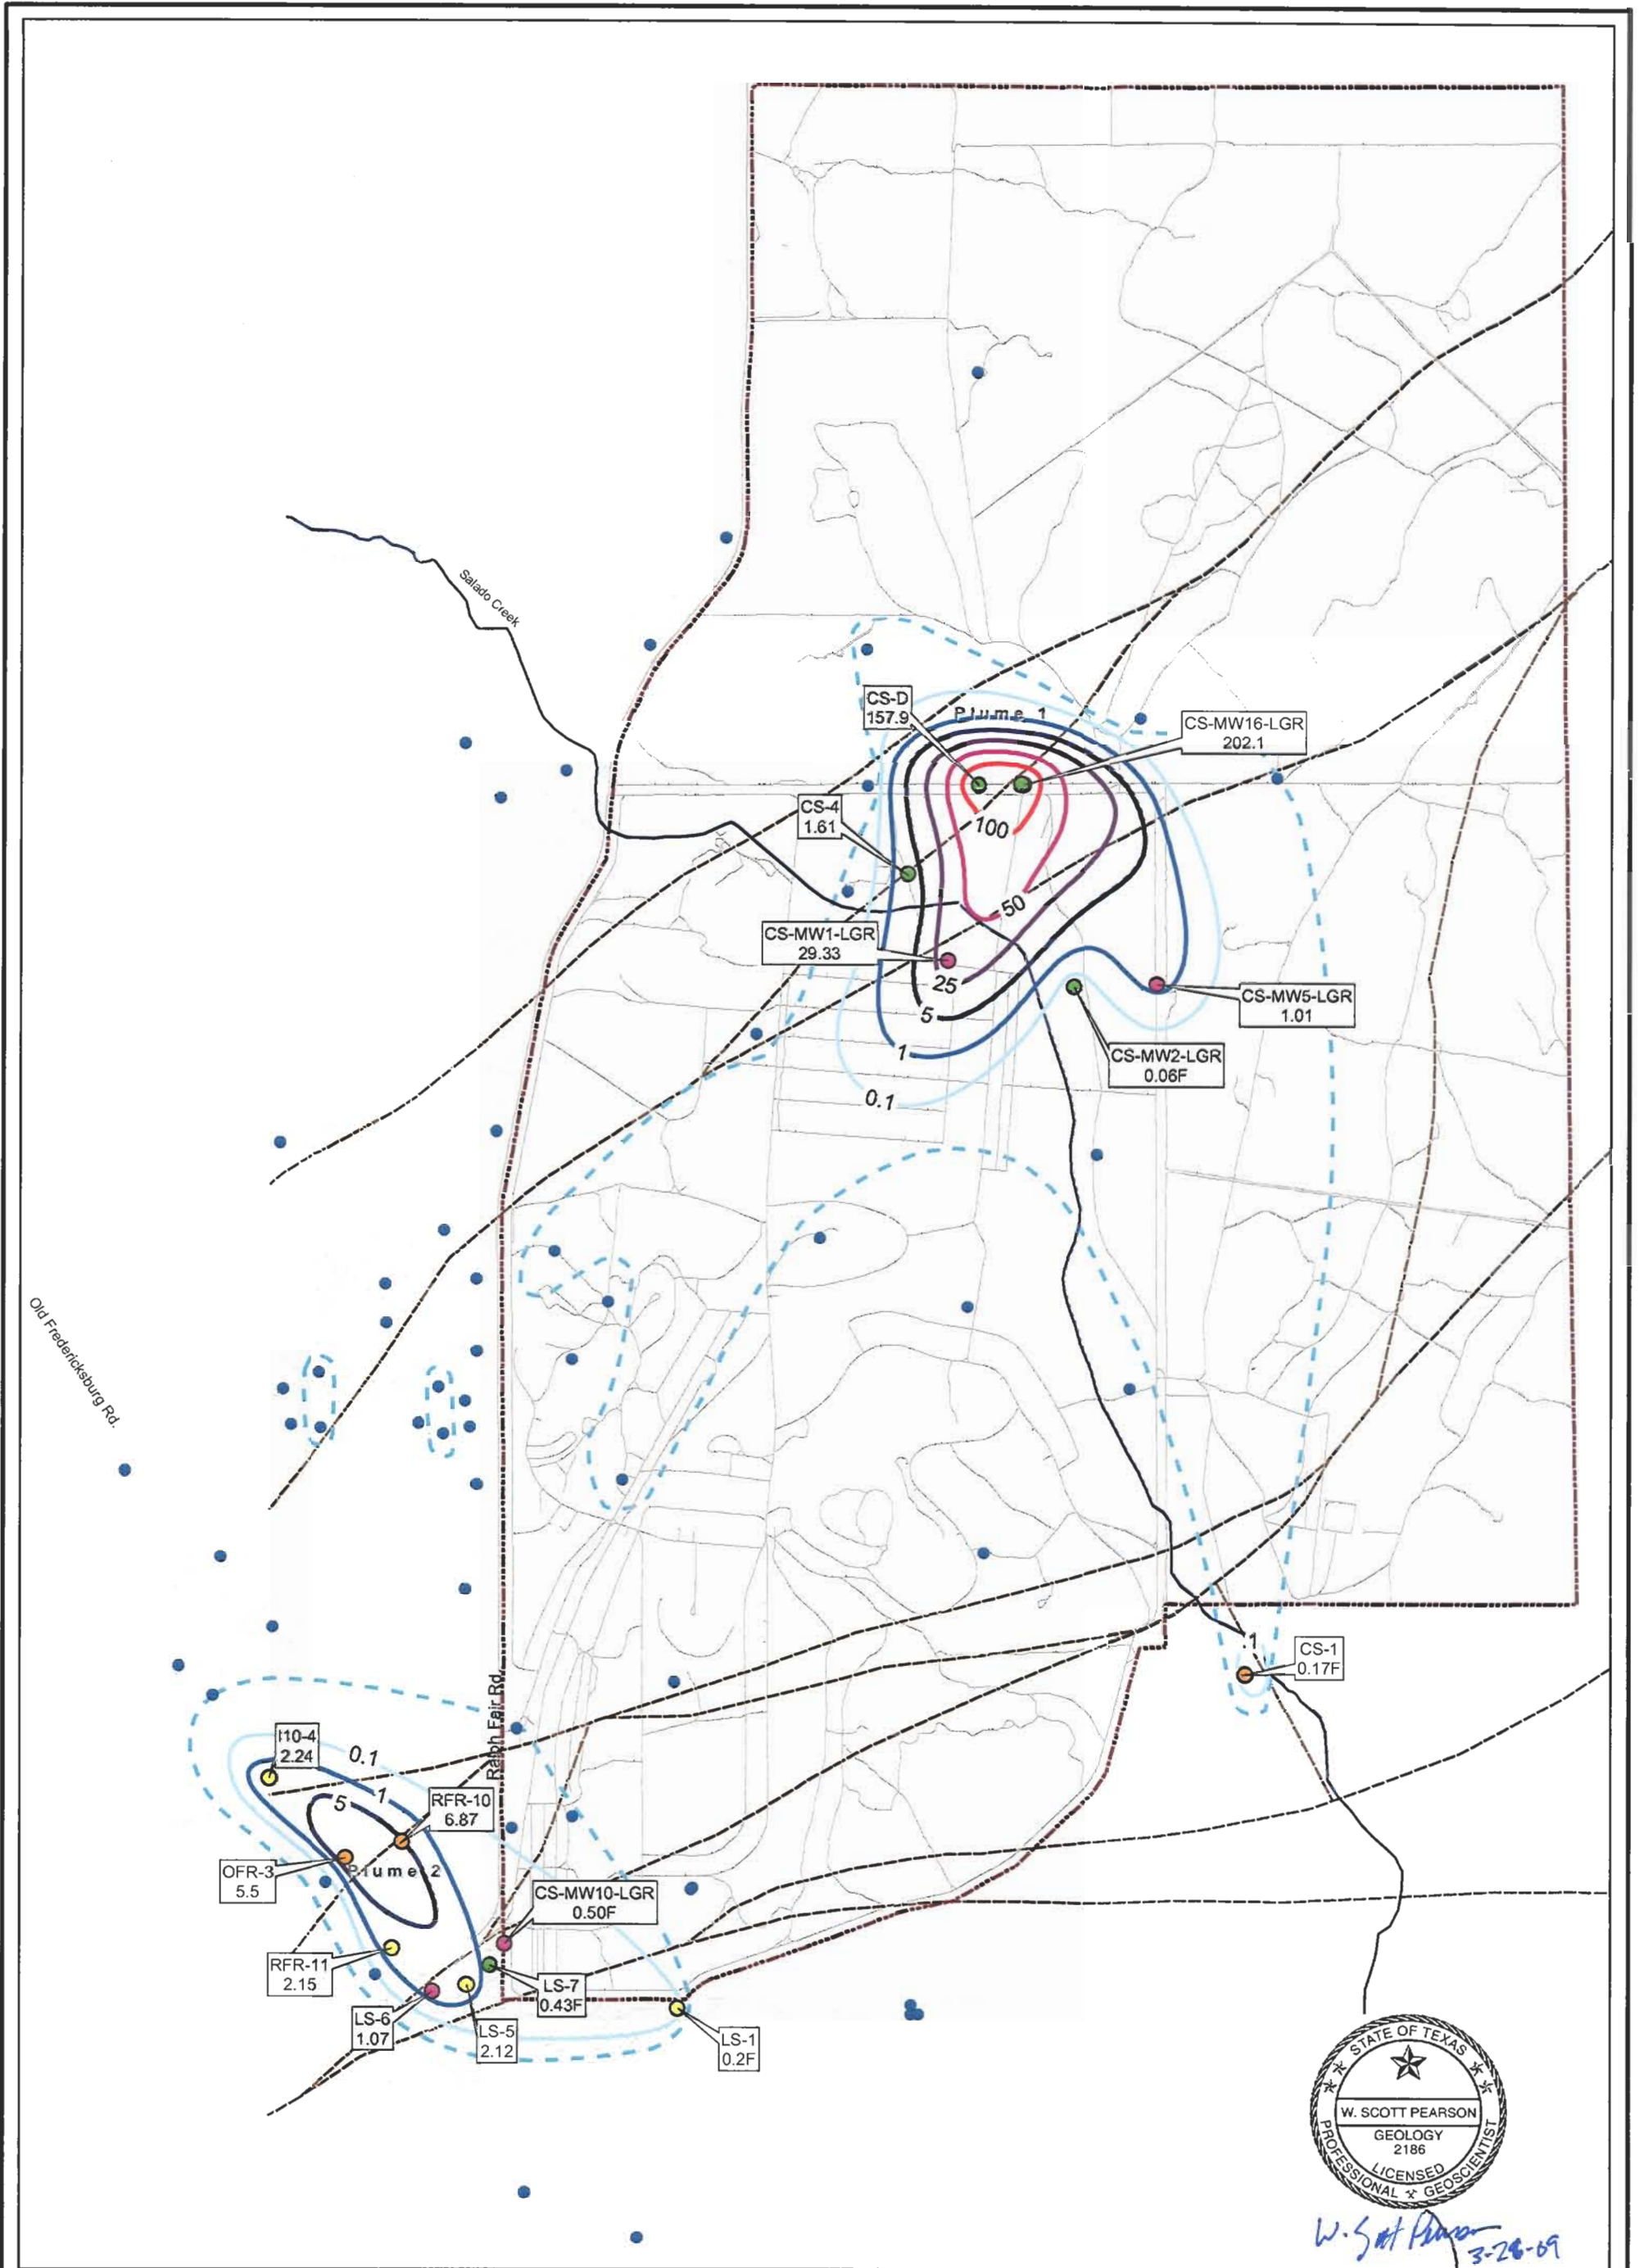 Salado Creek
CS-D
157.9
Plume 1
CS-MW16-LGR
202.1
CS-4
1.61
100
50
CS-MW1-LGR
29.33
25
CS-MW5-LGR
1.01
5
1
CS-MW2-LGR
0.06F
0.1
Old Fredericksburg Rd.
.1
CS-1
0.17F
Ralph Fair Rd.
I10-4
2.24
0.1
1
5
RFR-10
6.87
OFR-3
5.5
Plume 2
CS-MW10-LGR
0.50F
RFR-11
2.15
LS-7
0.43F
LS-6
1.07
LS-5
2.12
LS-1
0.2F
STATE OF TEXAS
W. SCOTT PEARSON
GEOLOGY
2186
LICENSED
PROFESSIONAL GEOSCIENTIST
W. Scott Pearson